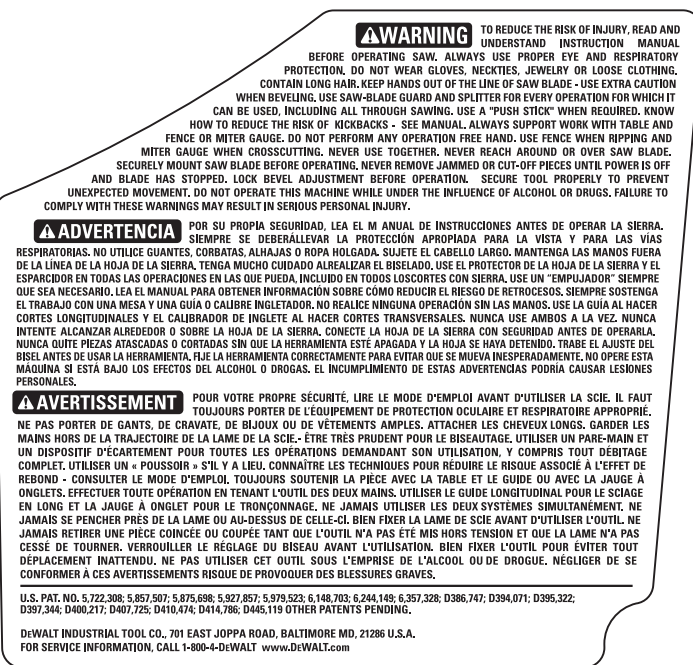 ⚠WARNING TO REDUCE THE RISK OF INJURY, READ AND
UNDERSTAND INSTRUCTION MANUAL
BEFORE OPERATING SAW. ALWAYS USE PROPER EYE AND RESPIRATORY
PROTECTION. DO NOT WEAR GLOVES, NECKTIES, JEWELRY OR LOOSE CLOTHING.
CONTAIN LONG HAIR. KEEP HANDS OUT OF THE LINE OF SAW BLADE - USE EXTRA CAUTION
WHEN BEVELING. USE SAW-BLADE GUARD AND SPLITTER FOR EVERY OPERATION FOR WHICH IT
CAN BE USED, INCLUDING ALL THROUGH SAWING. USE A "PUSH STICK" WHEN REQUIRED. KNOW
HOW TO REDUCE THE RISK OF KICKBACKS - SEE MANUAL. ALWAYS SUPPORT WORK WITH TABLE AND
FENCE OR MITER GAUGE. DO NOT PERFORM ANY OPERATION FREE HAND. USE FENCE WHEN RIPPING AND
MITER GAUGE WHEN CROSSCUTTING. NEVER USE TOGETHER. NEVER REACH AROUND OR OVER SAW BLADE.
SECURELY MOUNT SAW BLADE BEFORE OPERATING. NEVER REMOVE JAMMED OR CUT-OFF PIECES UNTIL POWER IS OFF
AND BLADE HAS STOPPED. LOCK BEVEL ADJUSTMENT BEFORE OPERATION. SECURE TOOL PROPERLY TO PREVENT
UNEXPECTED MOVEMENT. DO NOT OPERATE THIS MACHINE WHILE UNDER THE INFLUENCE OF ALCOHOL OR DRUGS. FAILURE TO
COMPLY WITH THESE WARNINGS MAY RESULT IN SERIOUS PERSONAL INJURY.
⚠ADVERTENCIA POR SU PROPIA SEGURIDAD, LEA EL M ANUAL DE INSTRUCCIONES ANTES DE OPERAR LA SIERRA.
SIEMPRE SE DEBERÁLLEVAR LA PROTECCIÓN APROPIADA PARA LA VISTA Y PARA LAS VÍAS
RESPIRATORIAS. NO UTILICE GUANTES, CORBATAS, ALHAJAS O ROPA HOLGADA. SUJETE EL CABELLO LARGO. MANTENGA LAS MANOS FUERA
DE LA LÍNEA DE LA HOJA DE LA SIERRA. TENGA MUCHO CUIDADO ALREALIZAR EL BISELADO. USE EL PROTECTOR DE LA HOJA DE LA SIERRA Y EL
ESPARCIDOR EN TODAS LAS OPERACIONES EN LAS QUE PUEDA, INCLUIDO EN TODOS LOSCORTES CON SIERRA. USE UN "EMPUJADOR" SIEMPRE
QUE SEA NECESARIO. LEA EL MANUAL PARA OBTENER INFORMACIÓN SOBRE CÓMO REDUCIR EL RIESGO DE RETROCESOS. SIEMPRE SOSTENGA
EL TRABAJO CON UNA MESA Y UNA GUÍA O CALIBRE INGLETADOR. NO REALICE NINGUNA OPERACIÓN SIN LAS MANOS. USE LA GUÍA AL HACER
CORTES LONGITUDINALES Y EL CALIBRADOR DE INGLETE AL HACER CORTES TRANSVERSALES. NUNCA USE AMBOS A LA VEZ. NUNCA
INTENTE ALCANZAR ALREDEDOR O SOBRE LA HOJA DE LA SIERRA. CONECTE LA HOJA DE LA SIERRA CON SEGURIDAD ANTES DE OPERARLA.
NUNCA QUITE PIEZAS ATASCADAS O CORTADAS SIN QUE LA HERRAMIENTA ESTÉ APAGADA Y LA HOJA SE HAYA DETENIDO. TRABE EL AJUSTE DEL
BISEL ANTES DE USAR LA HERRAMIENTA. FIJE LA HERRAMIENTA CORRECTAMENTE PARA EVITAR QUE SE MUEVA INESPERADAMENTE. NO OPERE ESTA
MÁQUINA SI ESTÁ BAJO LOS EFECTOS DEL ALCOHOL O DROGAS. EL INCUMPLIMIENTO DE ESTAS ADVERTENCIAS PODRÍA CAUSAR LESIONES
PERSONALES.
⚠AVERTISSEMENT POUR VOTRE PROPRE SÉCURITÉ, LIRE LE MODE D'EMPLOI AVANT D'UTILISER LA SCIE. IL FAUT
TOUJOURS PORTER DE L'ÉQUIPEMENT DE PROTECTION OCULAIRE ET RESPIRATOIRE APPROPRIÉ.
NE PAS PORTER DE GANTS, DE CRAVATE, DE BIJOUX OU DE VÊTEMENTS AMPLES. ATTACHER LES CHEVEUX LONGS. GARDER LES
MAINS HORS DE LA TRAJECTOIRE DE LA LAME DE LA SCIE.- ÊTRE TRÈS PRUDENT POUR LE BISEAUTAGE. UTILISER UN PARE-MAIN ET
UN DISPOSITIF D'ÉCARTEMENT POUR TOUTES LES OPÉRATIONS DEMANDANT SON UTILISATION, Y COMPRIS TOUT DÉBITAGE
COMPLET. UTILISER UN « POUSSOIR » S'IL Y A LIEU. CONNAÎTRE LES TECHNIQUES POUR RÉDUIRE LE RISQUE ASSOCIÉ À L'EFFET DE
REBOND - CONSULTER LE MODE D'EMPLOI. TOUJOURS SOUTENIR LA PIÈCE AVEC LA TABLE ET LE GUIDE OU AVEC LA JAUGE À
ONGLETS. EFFECTUER TOUTE OPÉRATION EN TENANT L'OUTIL DES DEUX MAINS. UTILISER LE GUIDE LONGITUDINAL POUR LE SCIAGE
EN LONG ET LA JAUGE À ONGLET POUR LE TRONÇONNAGE. NE JAMAIS UTILISER LES DEUX SYSTÈMES SIMULTANÉMENT. NE
JAMAIS SE PENCHER PRÈS DE LA LAME OU AU-DESSUS DE CELLE-CI. BIEN FIXER LA LAME DE SCIE AVANT D'UTILISER L'OUTIL. NE
JAMAIS RETIRER UNE PIÈCE COINCÉE OU COUPÉE TANT QUE L'OUTIL N'A PAS ÉTÉ MIS HORS TENSION ET QUE LA LAME N'A PAS
CESSÉ DE TOURNER. VERROUILLER LE RÉGLAGE DU BISEAU AVANT L'UTILISATION. BIEN FIXER L'OUTIL POUR ÉVITER TOUT
DÉPLACEMENT INATTENDU. NE PAS UTILISER CET OUTIL SOUS L'EMPRISE DE L'ALCOOL OU DE DROGUE. NÉGLIGER DE SE
CONFORMER À CES AVERTISSEMENTS RISQUE DE PROVOQUER DES BLESSURES GRAVES.
U.S. PAT. NO. 5,722,308; 5,857,507; 5,875,698; 5,927,857; 5,979,523; 6,148,703; 6,244,149; 6,357,328; D386,747; D394,071; D395,322;
D397,344; D400,217; D407,725; D410,474; D414,786; D445,119 OTHER PATENTS PENDING.
DEWALT INDUSTRIAL TOOL CO., 701 EAST JOPPA ROAD, BALTIMORE MD, 21286 U.S.A.
FOR SERVICE INFORMATION, CALL 1-800-4-DEWALT www.DEWALT.com